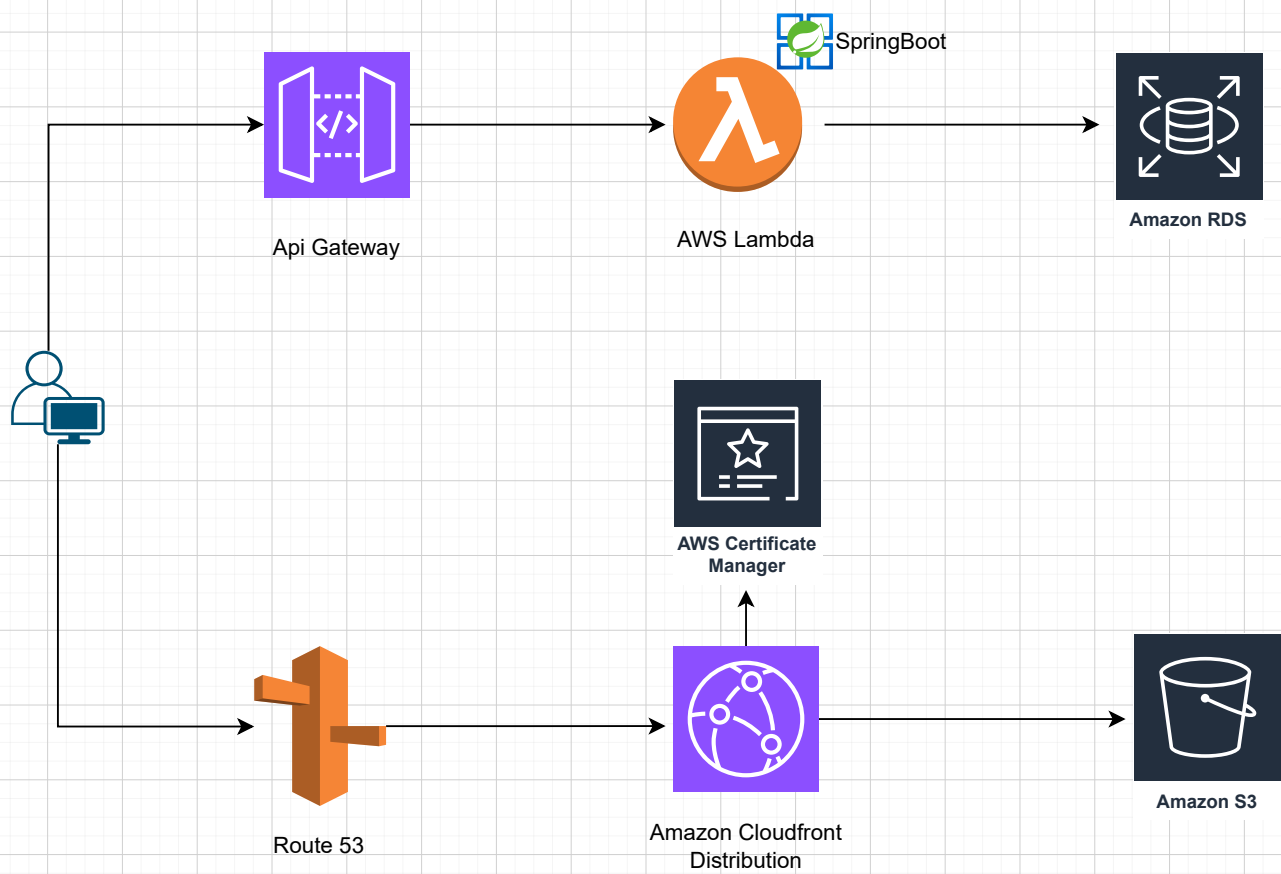 SpringBoot
Api Gateway
AWS Lambda
Amazon RDS
AWS Certificate
Manager
Route 53
Amazon Cloudfront
Distribution
Amazon S3